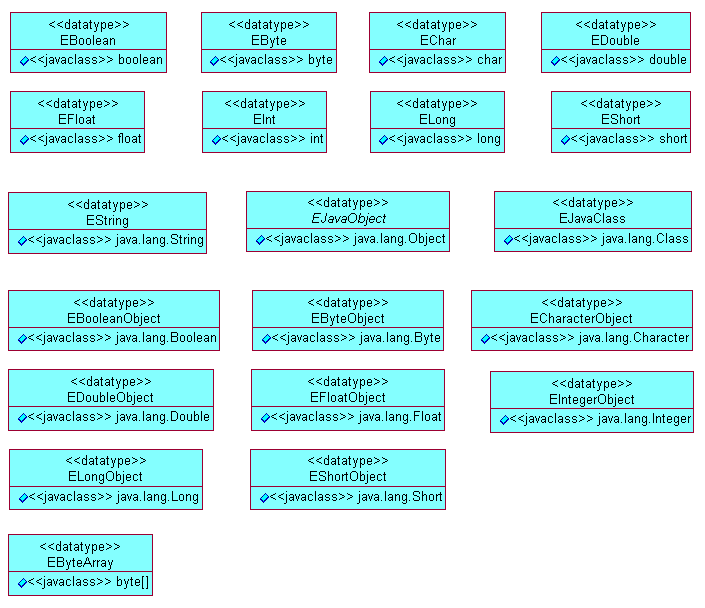 <<datatype>>
EBoolean
<<javaclass>> boolean
<<datatype>>
EByte
<<javaclass>> byte
<<datatype>>
EChar
<<javaclass>> char
<<datatype>>
EDouble
<<javaclass>> double
<<datatype>>
EFloat
<<javaclass>> float
<<datatype>>
EInt
<<javaclass>> int
<<datatype>>
ELong
<<javaclass>> long
<<datatype>>
EShort
<<javaclass>> short
<<datatype>>
EString
<<javaclass>> java.lang.String
<<datatype>>
EJavaObject
<<javaclass>> java.lang.Object
<<datatype>>
EJavaClass
<<javaclass>> java.lang.Class
<<datatype>>
EBooleanObject
<<javaclass>> java.lang.Boolean
<<datatype>>
EByteObject
<<javaclass>> java.lang.Byte
<<datatype>>
ECharacterObject
<<javaclass>> java.lang.Character
<<datatype>>
EDoubleObject
<<javaclass>> java.lang.Double
<<datatype>>
EFloatObject
<<javaclass>> java.lang.Float
<<datatype>>
EIntegerObject
<<javaclass>> java.lang.Integer
<<datatype>>
ELongObject
<<javaclass>> java.lang.Long
<<datatype>>
EShortObject
<<javaclass>> java.lang.Short
<<datatype>>
EByteArray
<<javaclass>> byte[]